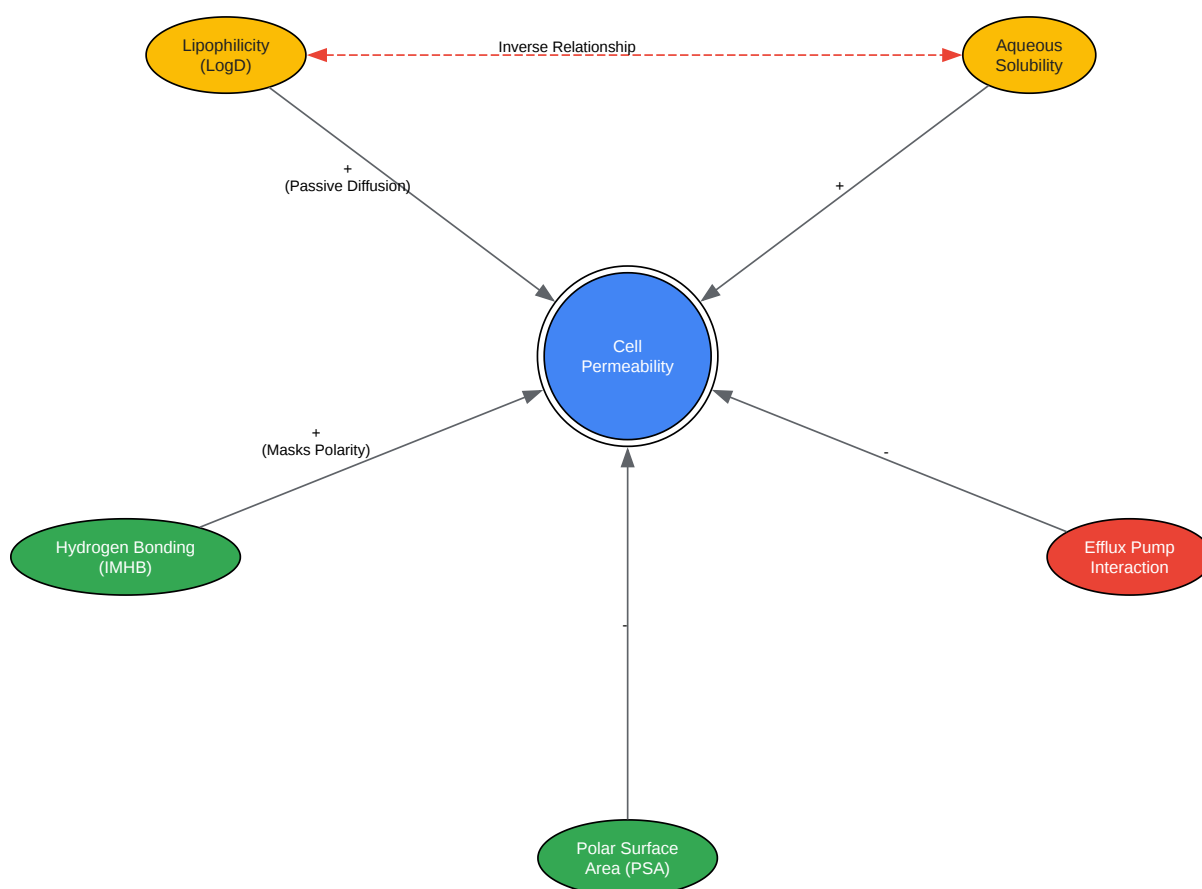 Lipophilicity
(LogD)
Inverse Relationship
Aqueous
Solubility
+
(Passive Diffusion)
+
Cell
Permeability
+
(Masks Polarity)
-
Hydrogen Bonding
(IMHB)
Efflux Pump
Interaction
-
Polar Surface
Area (PSA)